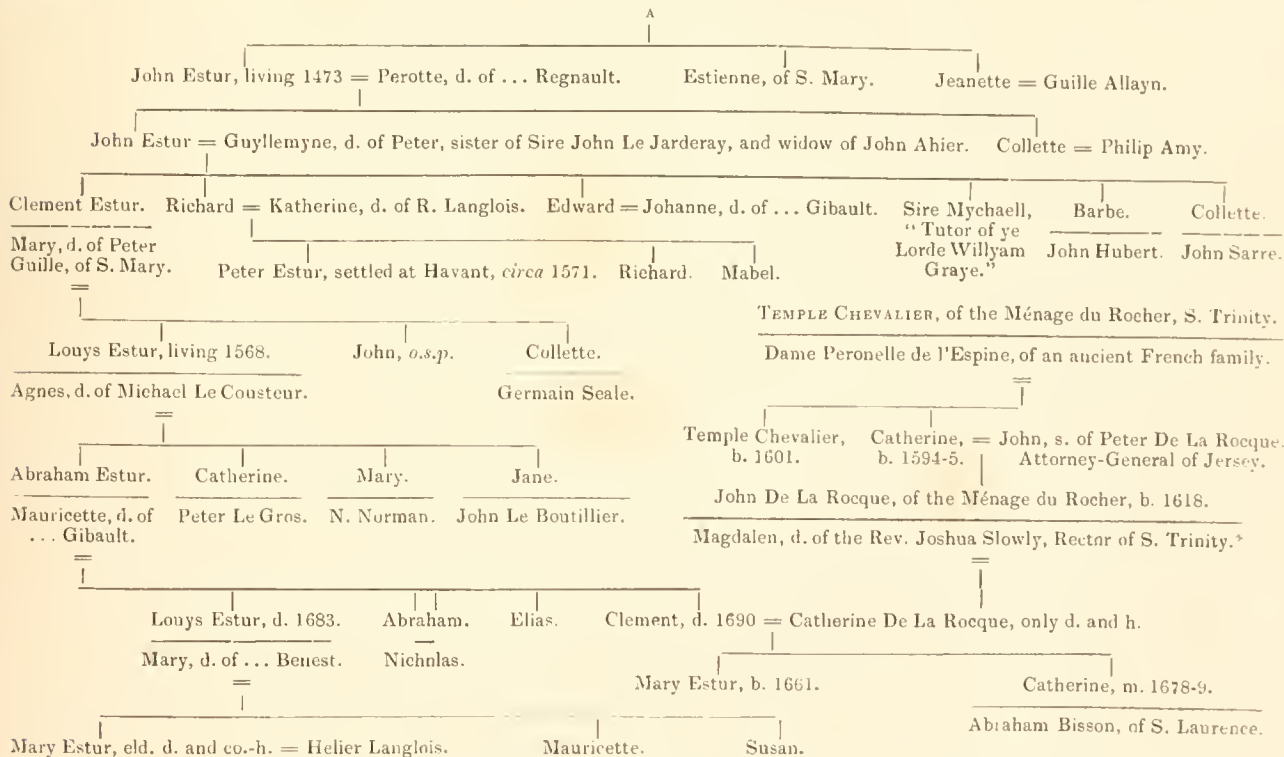 A
John Estur, living 1473 = Perotte, d. of ... Regnault. Estienne, of S. Mary. Jeanette = Guille Allayn.
John Estur = Guyllemyne, d. of Peter, sister of Sire John Le Jarderay, and widow of John Ahier. Collette = Philip Amy.
Clement Estur. Richard = Katherine, d. of R. Langlois. Edward = Johanne, d. of ... Gibault. Sire Mychaell, Barbe. Collette.
Mary, d. of Peter "Tutor of ye
Guille, of S. Mary. Lorde Willyam John Hubert. John Sarre.
Peter Estur, settled at Havant, circa 1571. Richard. Mabel. Graye."
=
TEMPLE CHEVALIER, of the Ménage du Rocher, S. Trinity.
Louys Estur, living 1568. John, o.s.p. Collette. Dame Peronelle de l'Espine, of an ancient French family.
Agnes, d. of Michael Le Cousteur. Germain Seale. =
=
Temple Chevalier, Catherine, = John, s. of Peter De La Rocque.
b. 1601. b. 1594-5. Attorney-General of Jersey.
Abraham Estur. Catherine. Mary. Jane.
John De La Rocque, of the Ménage du Rocher, b. 1618.
Mauricette, d. of Peter Le Gros. N. Norman. John Le Boutillier.
... Gibault. Magdalen, d. of the Rev. Joshua Slowly, Rector of S. Trinity.*
= =
Louys Estur, d. 1683. Abraham. Elias. Clement, d. 1690 = Catherine De La Rocque, only d. and h.
Mary, d. of ... Benest. Nicholas.
= Mary Estur, b. 1661. Catherine, m. 1678-9.
Abraham Bisson, of S. Laurence.
Mary Estur, eld. d. and co.-h. = Helier Langlois. Mauricette. Susan.